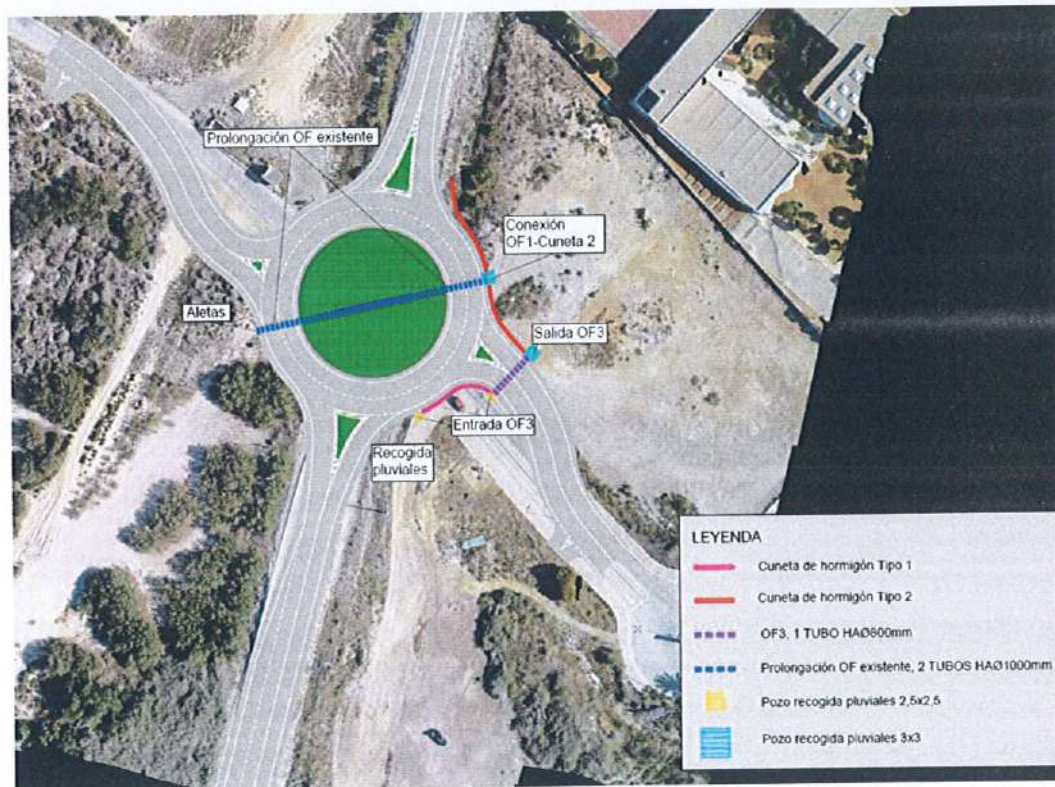 Prolongación OF existente
Conexión
OF1-Cuneta 2
Aletas
Salida OF3
Entrada OF3
Recogida
pluviales
LEYENDA
Cuneta de hormigón Tipo 1
Cuneta de hormigón Tipo 2
OF3, 1 TUBO HAØ600mm
Prolongación OF existente, 2 TUBOS HAØ1000mm
Pozo recogida pluviales 2,5x2,5
Pozo recogida pluviales 3x3